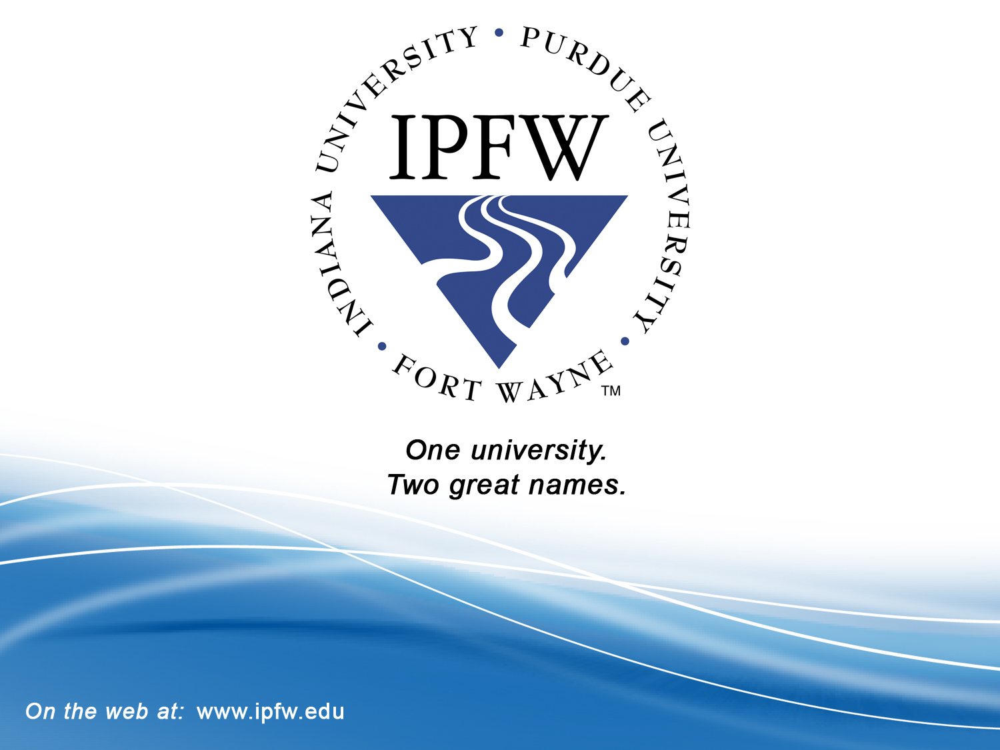 INDIANA UNIVERSITY • PURDUE UNIVERSITY • FORT WAYNE •
IPFW
TM
One university.
Two great names.
On the web at: www.ipfw.edu